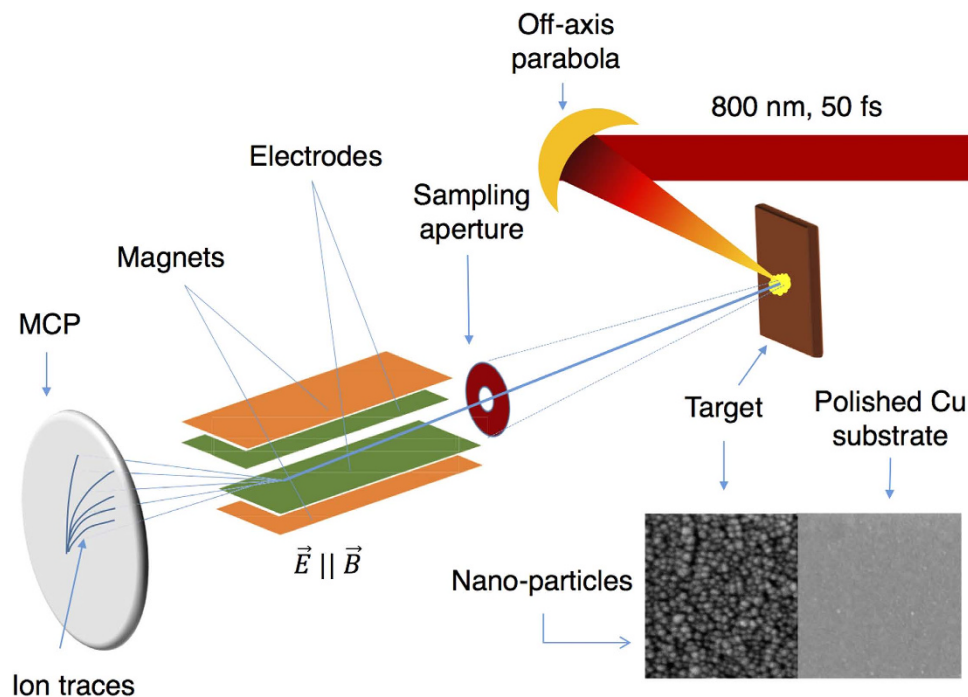 Off-axis
parabola
800 nm, 50 fs
Electrodes
Sampling
aperture
Magnets
MCP
Target
Polished Cu
substrate
E⃗ || B⃗
Nano-particles
Ion traces